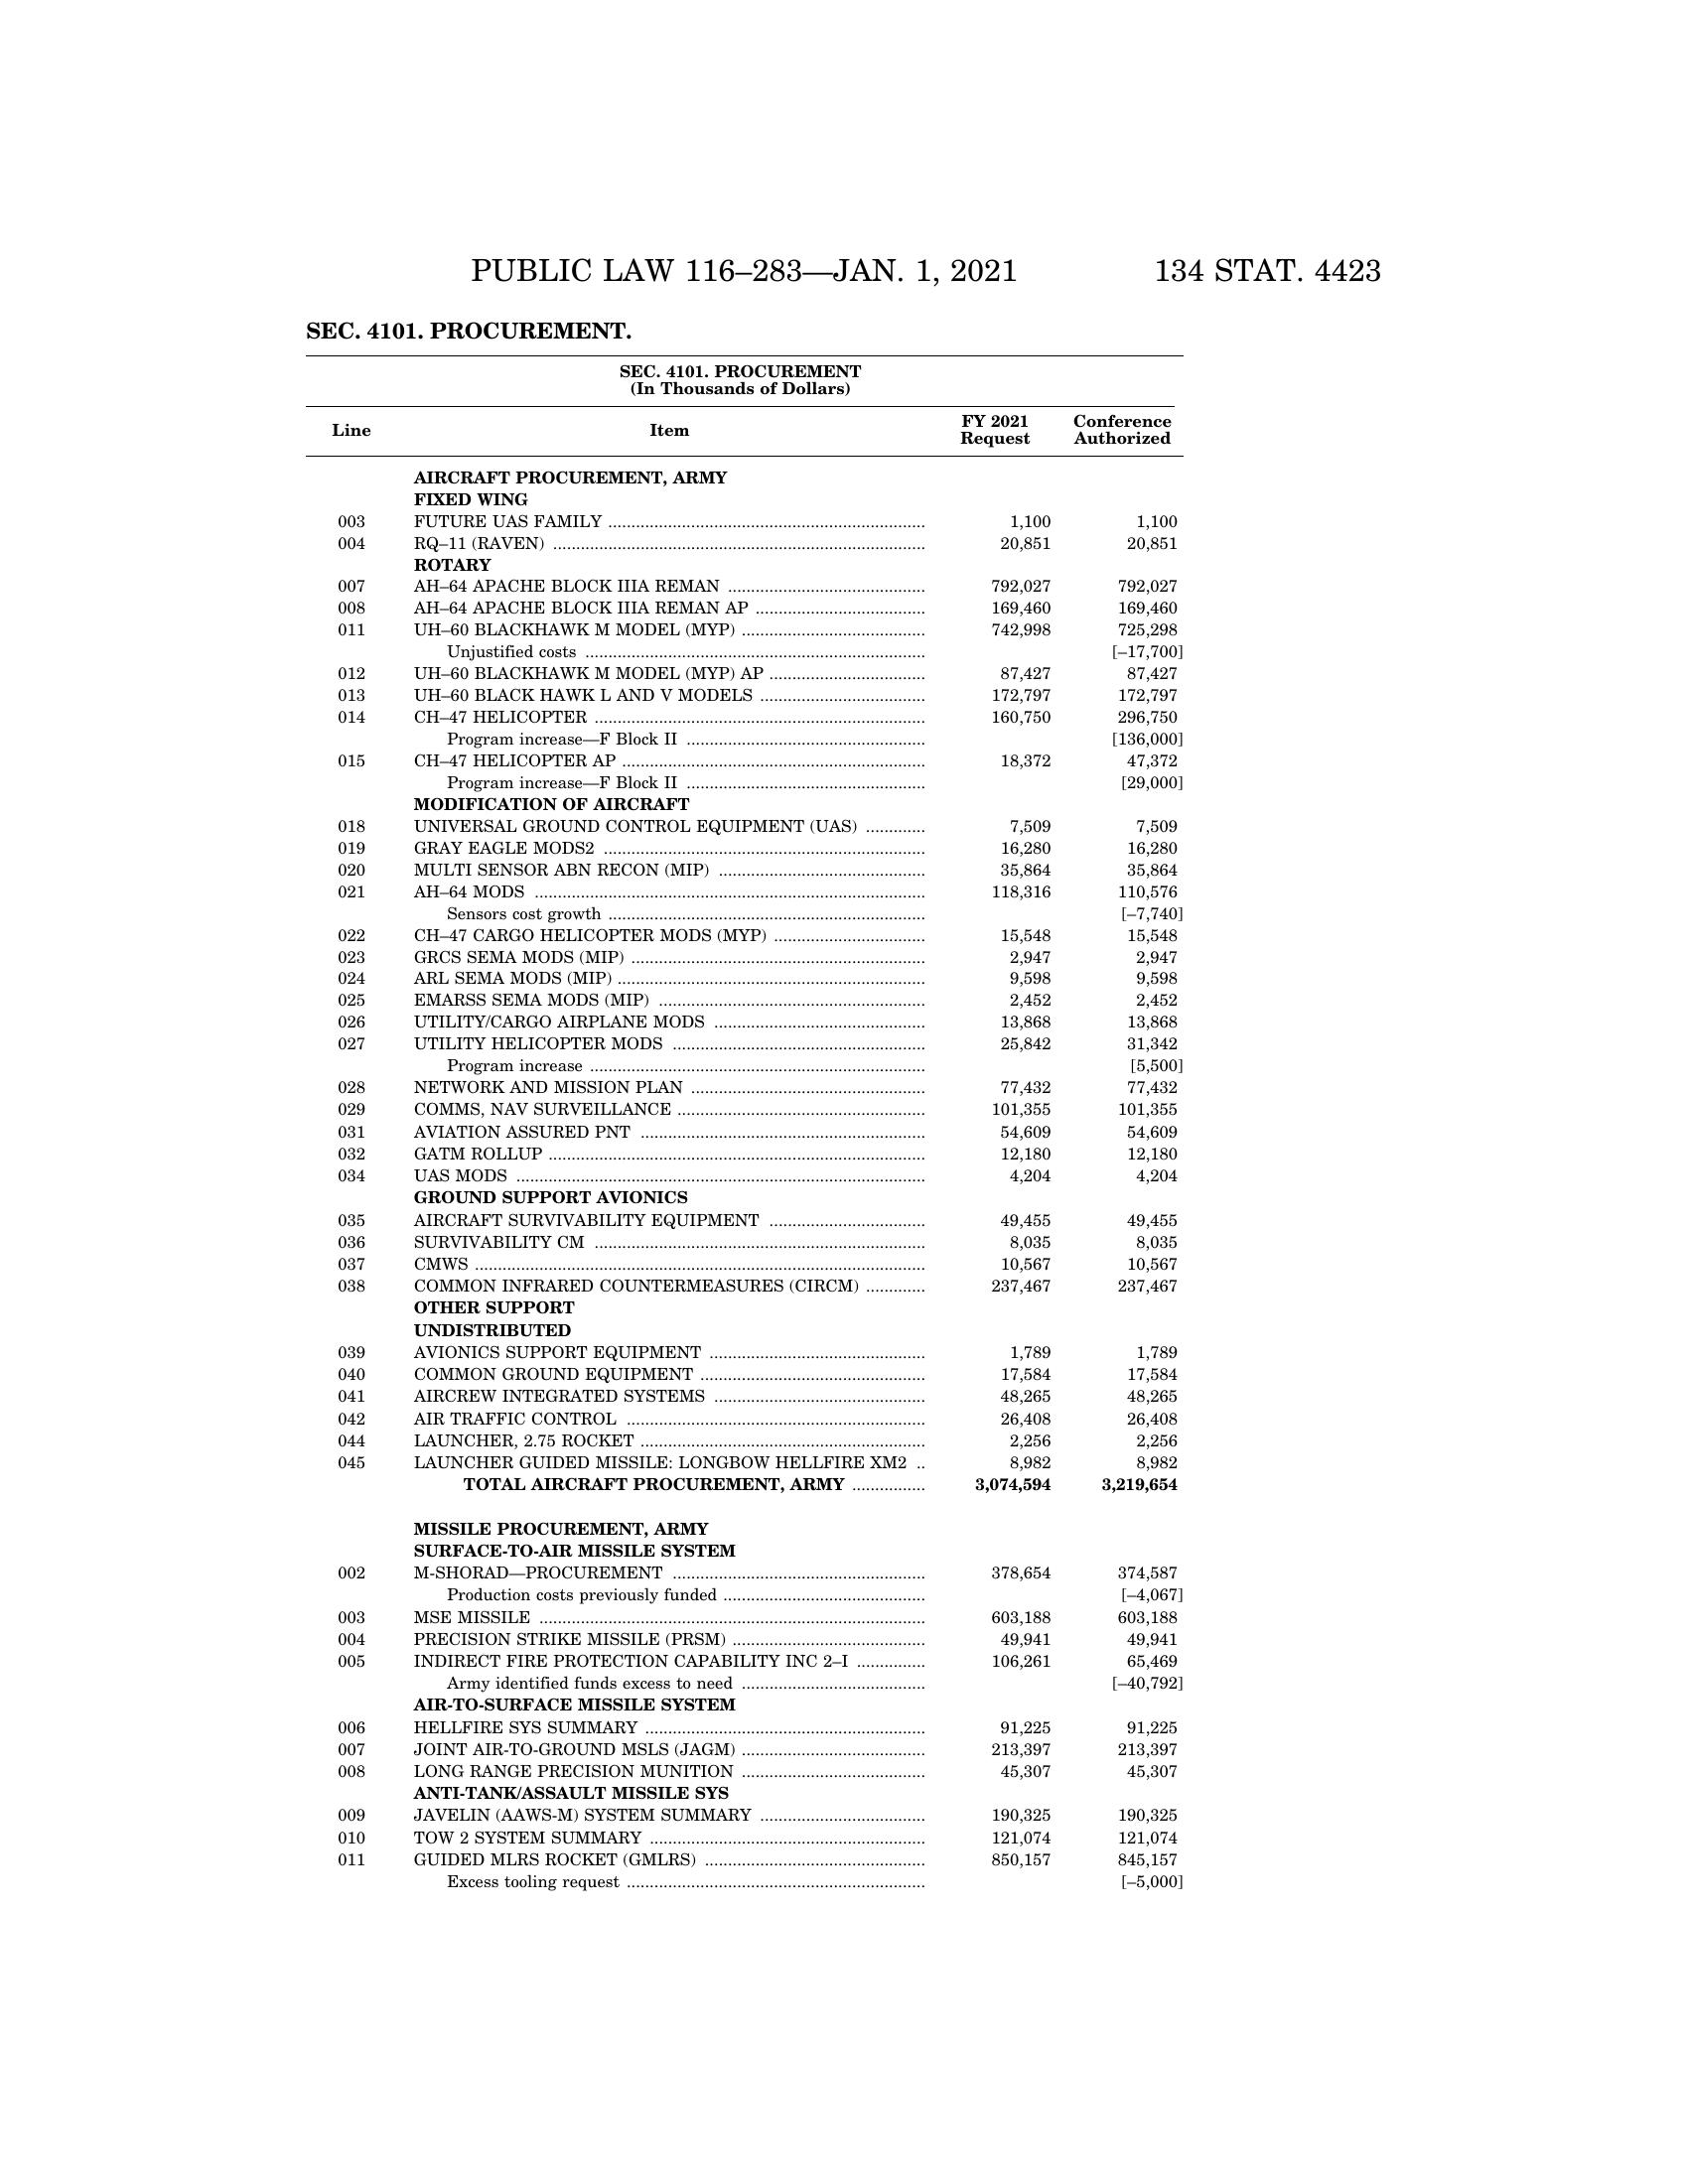 PUBLIC LAW 116–283—JAN. 1, 2021 134 STAT. 4423
SEC. 4101. PROCUREMENT.
SEC. 4101. PROCUREMENT
(In Thousands of Dollars)
Line Item FY 2021 Request Conference Authorized
AIRCRAFT PROCUREMENT, ARMY
FIXED WING
003 FUTURE UAS FAMILY 1,100 1,100
004 RQ–11 (RAVEN) 20,851 20,851
ROTARY
007 AH–64 APACHE BLOCK IIIA REMAN 792,027 792,027
008 AH–64 APACHE BLOCK IIIA REMAN AP 169,460 169,460
011 UH–60 BLACKHAWK M MODEL (MYP) 742,998 725,298
Unjustified costs [–17,700]
012 UH–60 BLACKHAWK M MODEL (MYP) AP 87,427 87,427
013 UH–60 BLACK HAWK L AND V MODELS 172,797 172,797
014 CH–47 HELICOPTER 160,750 296,750
Program increase—F Block II [136,000]
015 CH–47 HELICOPTER AP 18,372 47,372
Program increase—F Block II [29,000]
MODIFICATION OF AIRCRAFT
018 UNIVERSAL GROUND CONTROL EQUIPMENT (UAS) 7,509 7,509
019 GRAY EAGLE MODS2 16,280 16,280
020 MULTI SENSOR ABN RECON (MIP) 35,864 35,864
021 AH–64 MODS 118,316 110,576
Sensors cost growth [–7,740]
022 CH–47 CARGO HELICOPTER MODS (MYP) 15,548 15,548
023 GRCS SEMA MODS (MIP) 2,947 2,947
024 ARL SEMA MODS (MIP) 9,598 9,598
025 EMARSS SEMA MODS (MIP) 2,452 2,452
026 UTILITY/CARGO AIRPLANE MODS 13,868 13,868
027 UTILITY HELICOPTER MODS 25,842 31,342
Program increase [5,500]
028 NETWORK AND MISSION PLAN 77,432 77,432
029 COMMS, NAV SURVEILLANCE 101,355 101,355
031 AVIATION ASSURED PNT 54,609 54,609
032 GATM ROLLUP 12,180 12,180
034 UAS MODS 4,204 4,204
GROUND SUPPORT AVIONICS
035 AIRCRAFT SURVIVABILITY EQUIPMENT 49,455 49,455
036 SURVIVABILITY CM 8,035 8,035
037 CMWS 10,567 10,567
038 COMMON INFRARED COUNTERMEASURES (CIRCM) 237,467 237,467
OTHER SUPPORT
UNDISTRIBUTED
039 AVIONICS SUPPORT EQUIPMENT 1,789 1,789
040 COMMON GROUND EQUIPMENT 17,584 17,584
041 AIRCREW INTEGRATED SYSTEMS 48,265 48,265
042 AIR TRAFFIC CONTROL 26,408 26,408
044 LAUNCHER, 2.75 ROCKET 2,256 2,256
045 LAUNCHER GUIDED MISSILE: LONGBOW HELLFIRE XM2 8,982 8,982
TOTAL AIRCRAFT PROCUREMENT, ARMY 3,074,594 3,219,654
MISSILE PROCUREMENT, ARMY
SURFACE-TO-AIR MISSILE SYSTEM
002 M-SHORAD—PROCUREMENT 378,654 374,587
Production costs previously funded [–4,067]
003 MSE MISSILE 603,188 603,188
004 PRECISION STRIKE MISSILE (PRSM) 49,941 49,941
005 INDIRECT FIRE PROTECTION CAPABILITY INC 2–I 106,261 65,469
Army identified funds excess to need [–40,792]
AIR-TO-SURFACE MISSILE SYSTEM
006 HELLFIRE SYS SUMMARY 91,225 91,225
007 JOINT AIR-TO-GROUND MSLS (JAGM) 213,397 213,397
008 LONG RANGE PRECISION MUNITION 45,307 45,307
ANTI-TANK/ASSAULT MISSILE SYS
009 JAVELIN (AAWS-M) SYSTEM SUMMARY 190,325 190,325
010 TOW 2 SYSTEM SUMMARY 121,074 121,074
011 GUIDED MLRS ROCKET (GMLRS) 850,157 845,157
Excess tooling request [–5,000]